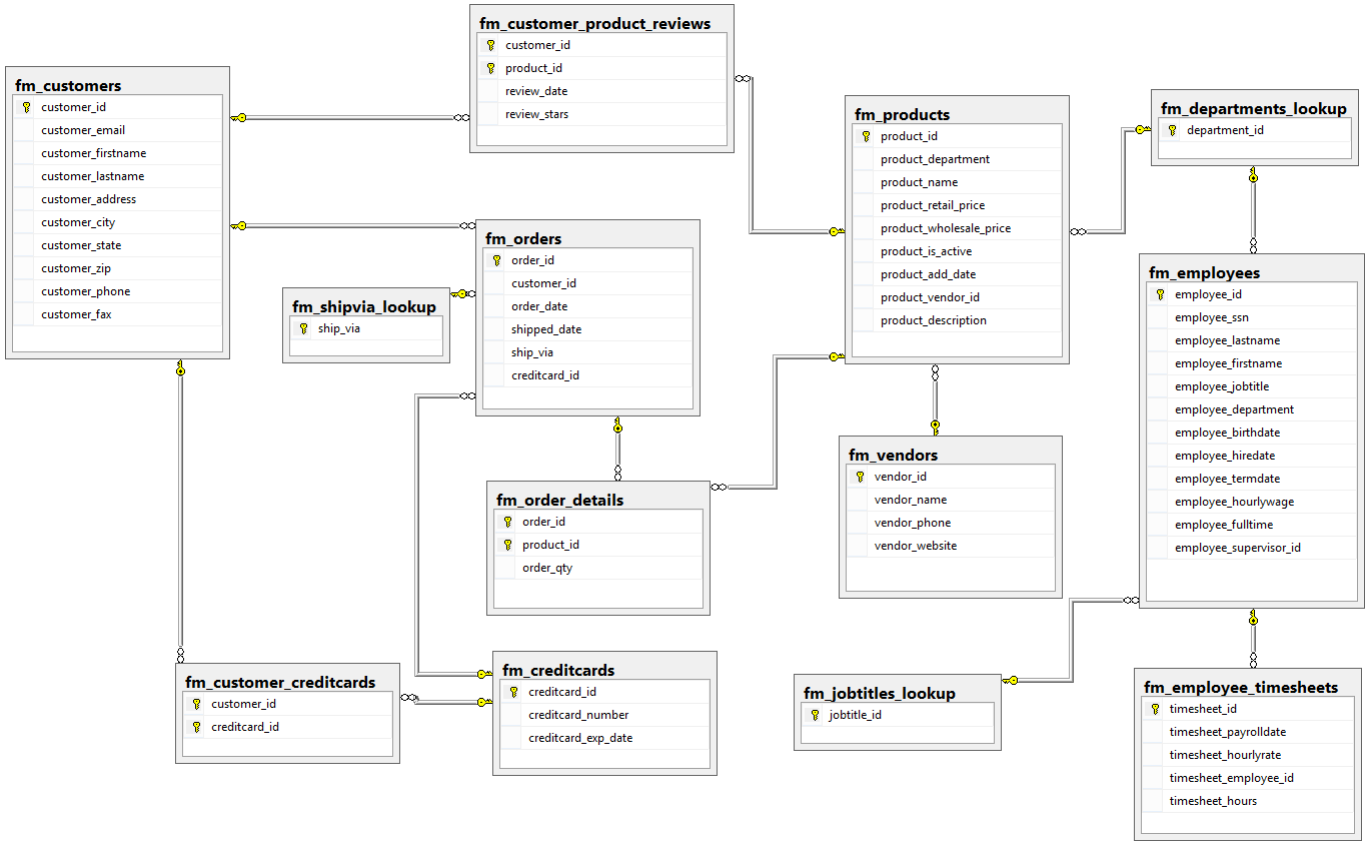 fm_customer_product_reviews
customer_id
product_id
review_date
review_stars
fm_customers
customer_id
customer_email
customer_firstname
customer_lastname
customer_address
customer_city
customer_state
customer_zip
customer_phone
customer_fax
fm_products
product_id
product_department
product_name
product_retail_price
product_wholesale_price
product_is_active
product_add_date
product_vendor_id
product_description
fm_departments_lookup
department_id
fm_orders
order_id
customer_id
order_date
shipped_date
ship_via
creditcard_id
fm_shipvia_lookup
ship_via
fm_employees
employee_id
employee_ssn
employee_lastname
employee_firstname
employee_jobtitle
employee_department
employee_birthdate
employee_hiredate
employee_termdate
employee_hourlywage
employee_fulltime
employee_supervisor_id
fm_vendors
vendor_id
vendor_name
vendor_phone
vendor_website
fm_order_details
order_id
product_id
order_qty
fm_customer_creditcards
customer_id
creditcard_id
fm_creditcards
creditcard_id
creditcard_number
creditcard_exp_date
fm_jobtitles_lookup
jobtitle_id
fm_employee_timesheets
timesheet_id
timesheet_payrolldate
timesheet_hourlyrate
timesheet_employee_id
timesheet_hours